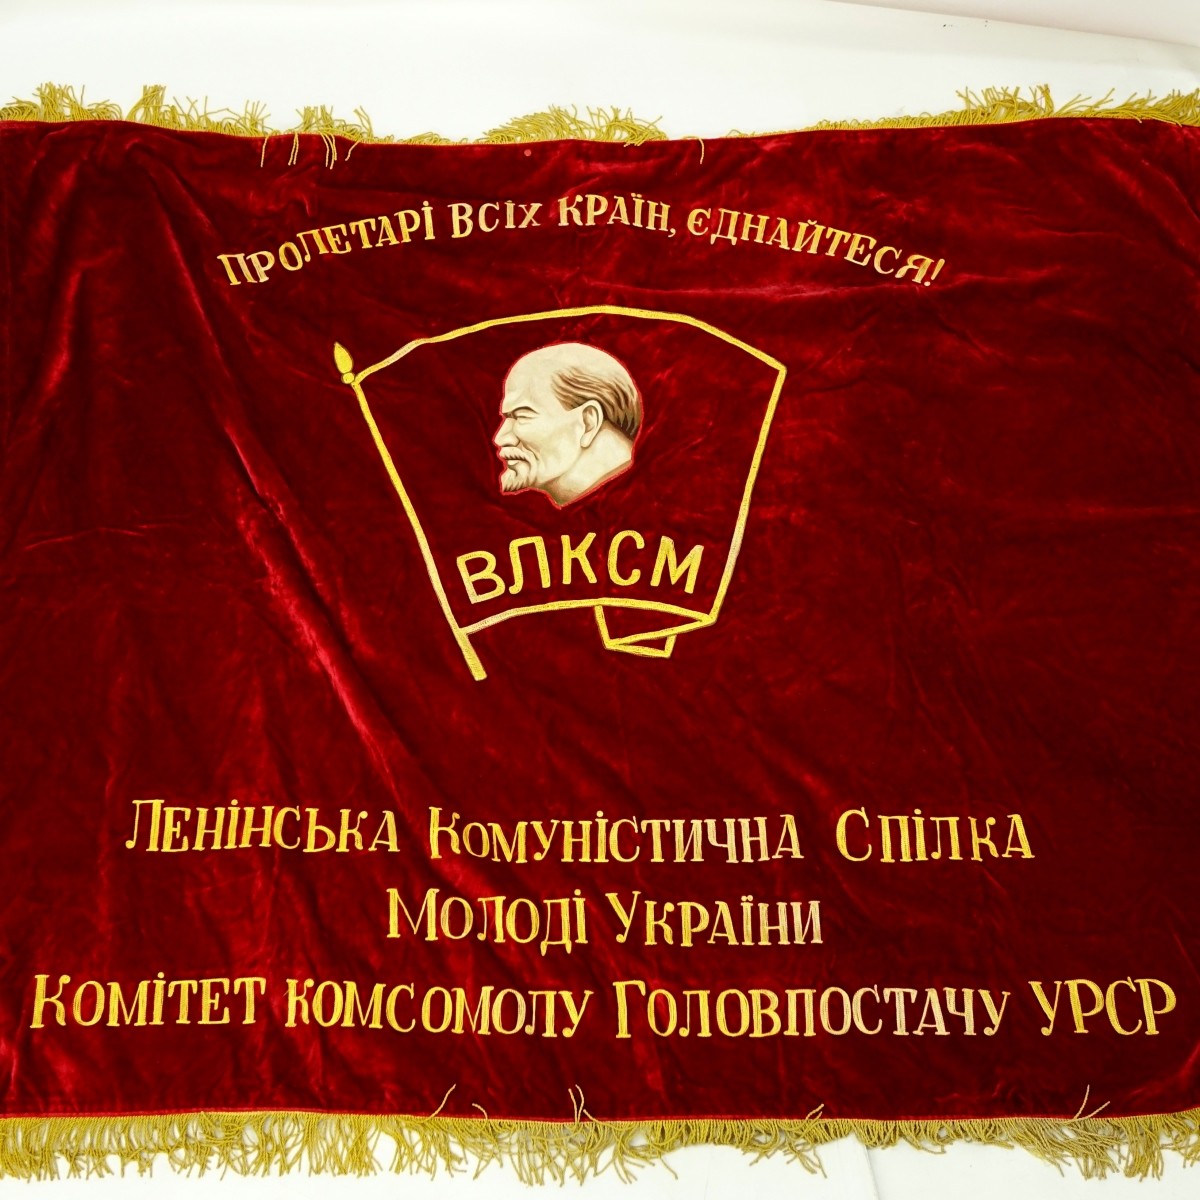 Пролетарі всіх країн, єднайтеся!
ВЛКСМ
Ленінська Комуністична Спілка
Молоді України
Комітет комсомолу Головпостачу УРСР